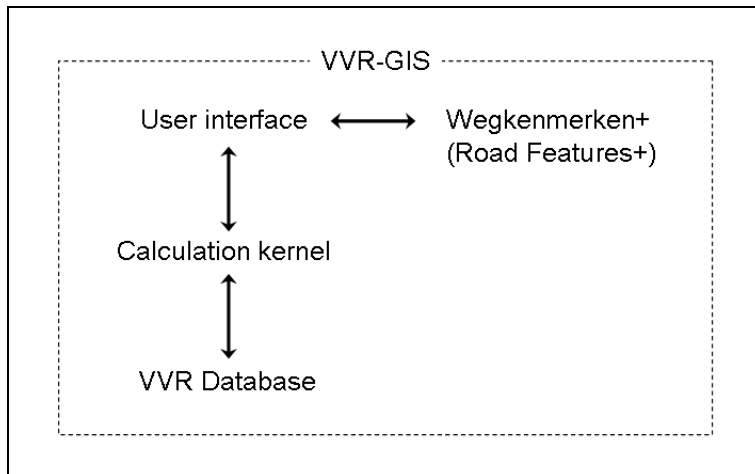 VVR-GIS
User interface
Wegkenmerken+
(Road Features+)
Calculation kernel
VVR Database